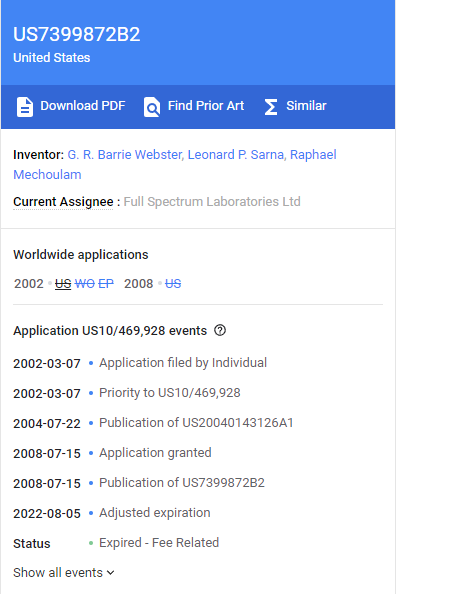 US7399872B2
United States
Download PDF Find Prior Art Similar
Inventor: G. R. Barrie Webster, Leonard P. Sarna, Raphael
Mechoulam
Current Assignee : Full Spectrum Laboratories Ltd
Worldwide applications
2002 US WO EP 2008 US
Application US10/469,928 events
2002-03-07 Application filed by Individual
2002-03-07 Priority to US10/469,928
2004-07-22 Publication of US20040143126A1
2008-07-15 Application granted
2008-07-15 Publication of US7399872B2
2022-08-05 Adjusted expiration
Status Expired - Fee Related
Show all events